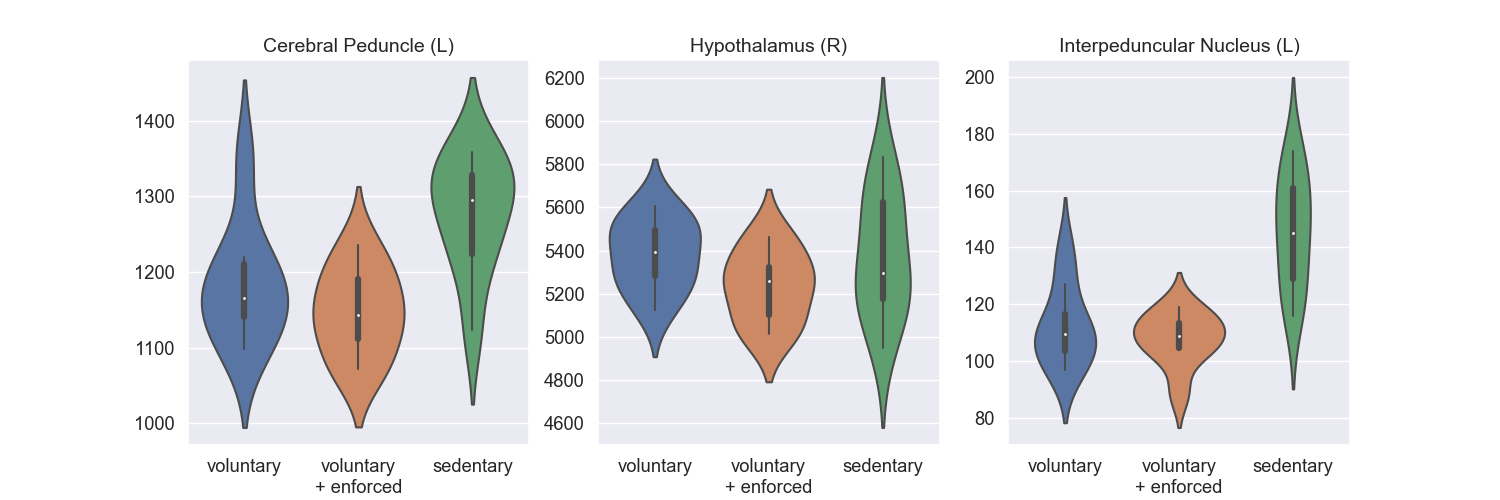 Cerebral Peduncle (L)
1400
1300
1200
1100
1000
voluntary
voluntary
+ enforced
sedentary
Hypothalamus (R)
6200
6000
5800
5600
5400
5200
5000
4800
4600
voluntary
voluntary
+ enforced
sedentary
Interpeduncular Nucleus (L)
200
180
160
140
120
100
80
voluntary
voluntary
+ enforced
sedentary